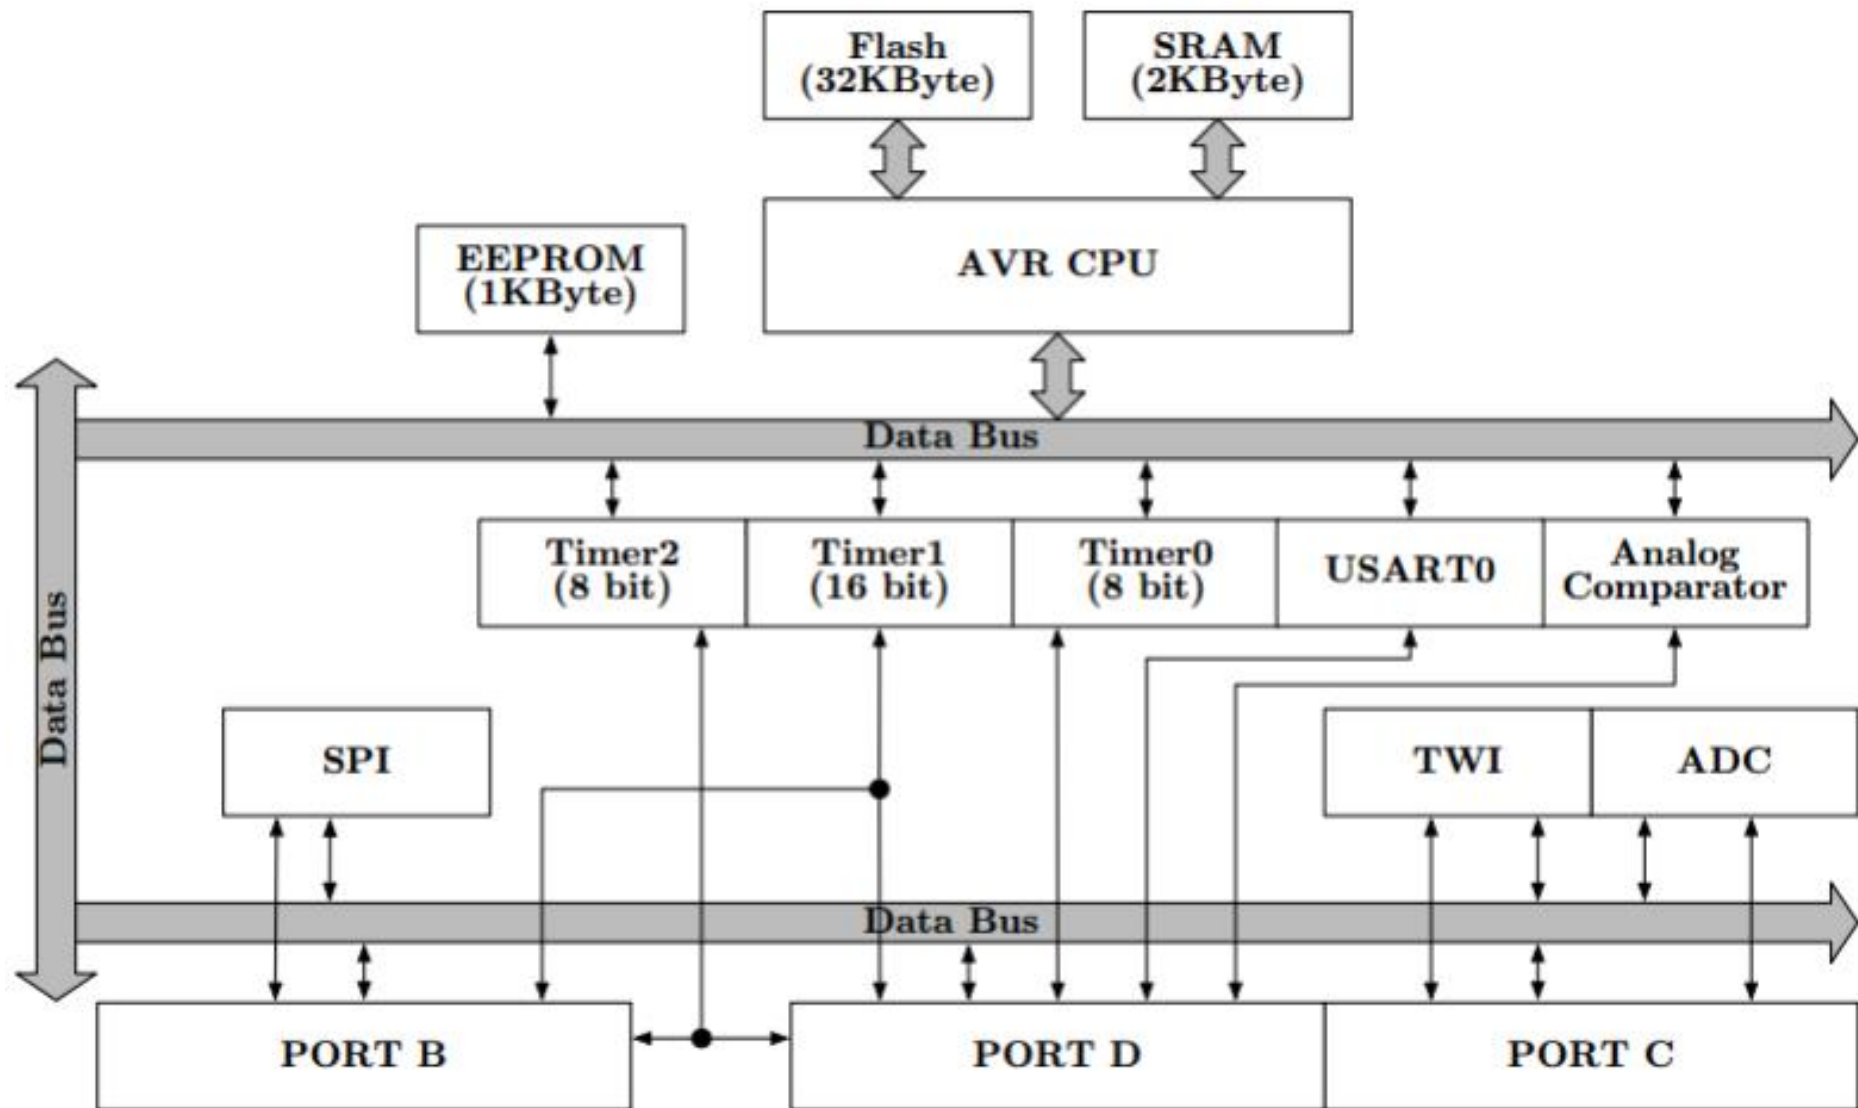 Flash
(32KByte)
SRAM
(2KByte)
EEPROM
(1KByte)
AVR CPU
Data Bus
Data Bus
Timer2
(8 bit)
Timer1
(16 bit)
Timer0
(8 bit)
USART0
Analog
Comparator
SPI
TWI
ADC
Data Bus
PORT B
PORT D
PORT C